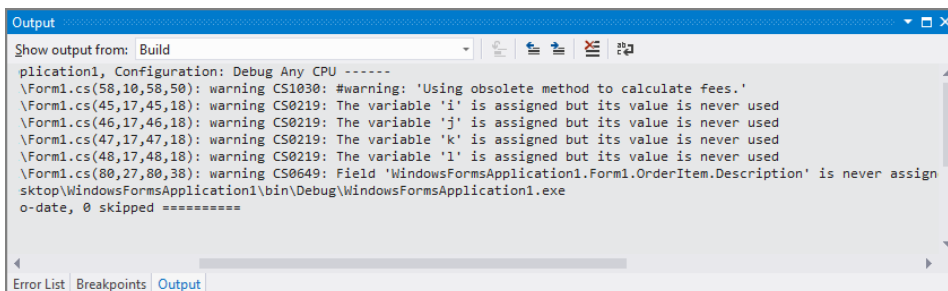 Output
Show output from: Build
plication1, Configuration: Debug Any CPU ------
\Form1.cs(58,10,58,50): warning CS1030: #warning: 'Using obsolete method to calculate fees.'
\Form1.cs(45,17,45,18): warning CS0219: The variable 'i' is assigned but its value is never used
\Form1.cs(46,17,46,18): warning CS0219: The variable 'j' is assigned but its value is never used
\Form1.cs(47,17,47,18): warning CS0219: The variable 'k' is assigned but its value is never used
\Form1.cs(48,17,48,18): warning CS0219: The variable 'l' is assigned but its value is never used
\Form1.cs(80,27,80,38): warning CS0649: Field 'WindowsFormsApplication1.Form1.OrderItem.Description' is never assign
sktop\WindowsFormsApplication1\bin\Debug\WindowsFormsApplication1.exe
o-date, 0 skipped ==========
Error List Breakpoints Output